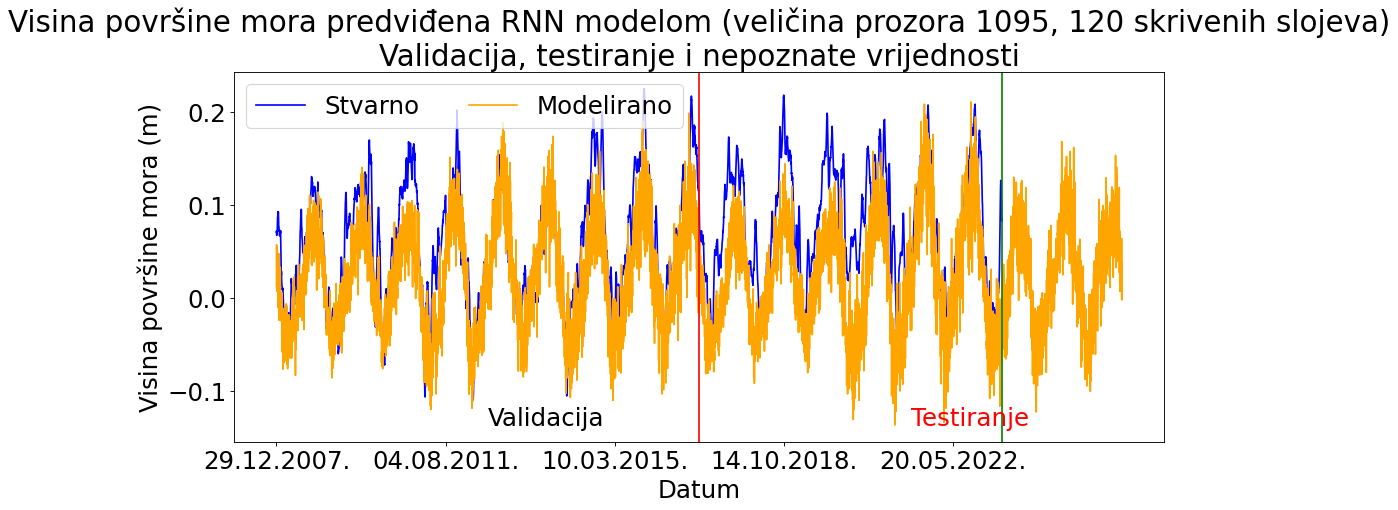 Visina površine mora predviđena RNN modelom (veličina prozora 1095, 120 skrivenih slojeva)
Validacija, testiranje i nepoznate vrijednosti
Stvarno
Modelirano
Visina površine mora (m)
0.2
0.1
0.0
−0.1
Validacija
Testiranje
29.12.2007.
04.08.2011.
10.03.2015.
14.10.2018.
20.05.2022.
Datum